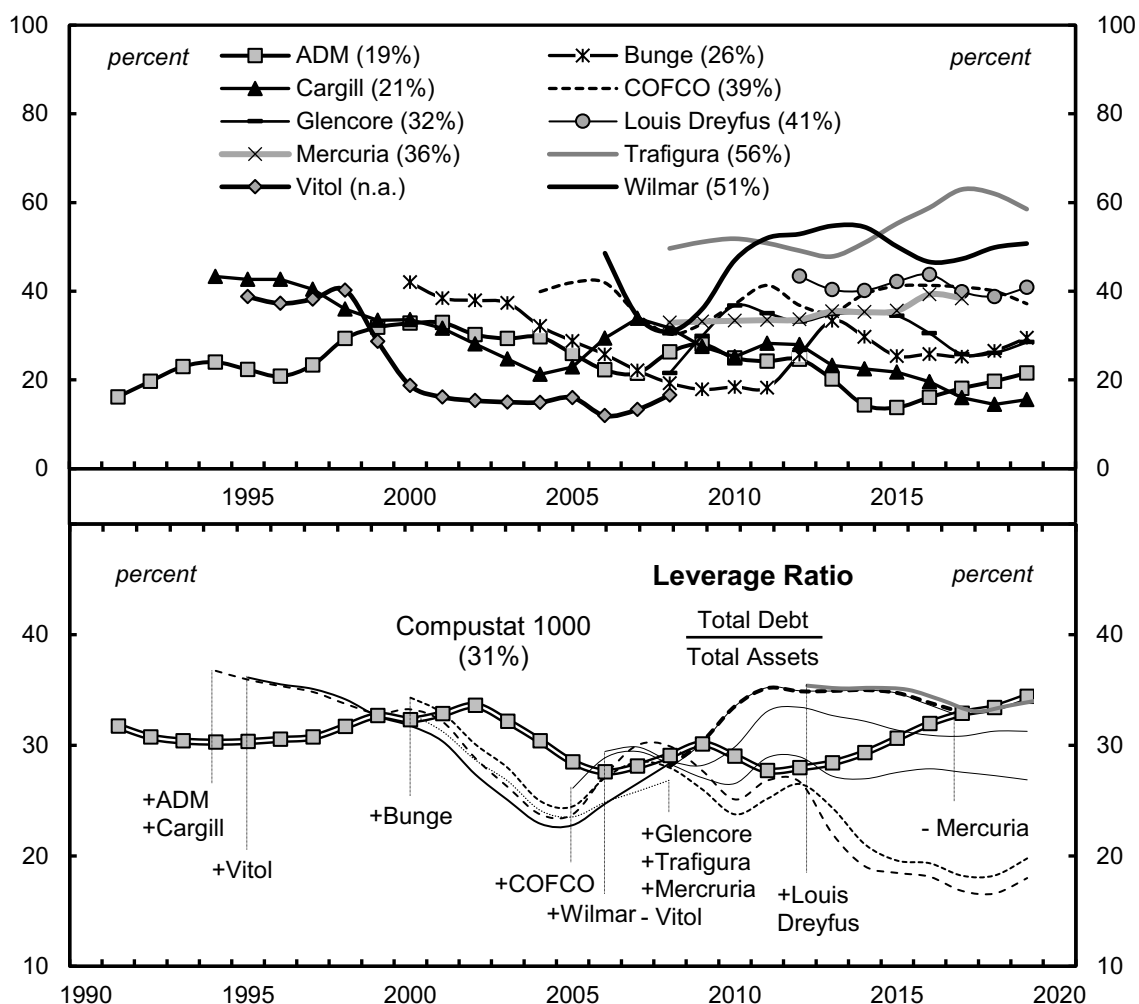 100
100
percent
ADM (19%)
Bunge (26%)
percent
Cargill (21%)
COFCO (39%)
80
80
Glencore (32%)
Louis Dreyfus (41%)
Mercuria (36%)
Trafigura (56%)
Vitol (n.a.)
Wilmar (51%)
60
60
40
40
20
20
0
0
1995
2000
2005
2010
2015
percent
Leverage Ratio
percent
Compustat 1000
(31%)
Total Debt
Total Assets
40
40
30
30
+ADM
+Cargill
+Vitol
+Bunge
+COFCO
+Wilmar
+Glencore
+Trafigura
+Mercruria
- Vitol
+Louis
Dreyfus
- Mercuria
20
20
10
10
1990
1995
2000
2005
2010
2015
2020